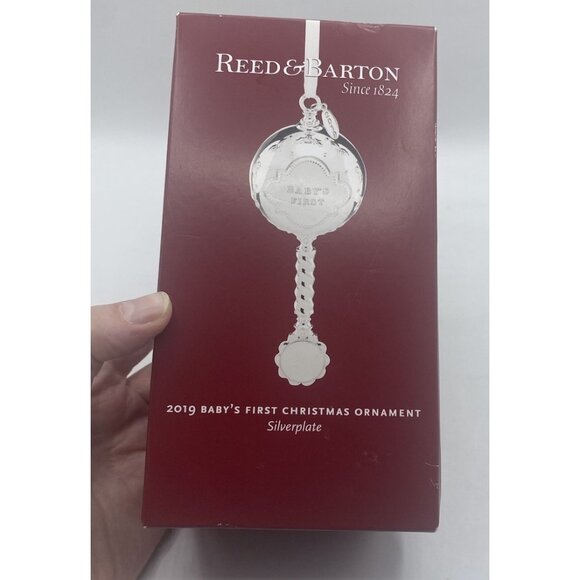 REED & BARTON
Since 1824
BABY'S
FIRST
2019 BABY'S FIRST CHRISTMAS ORNAMENT
Silverplate